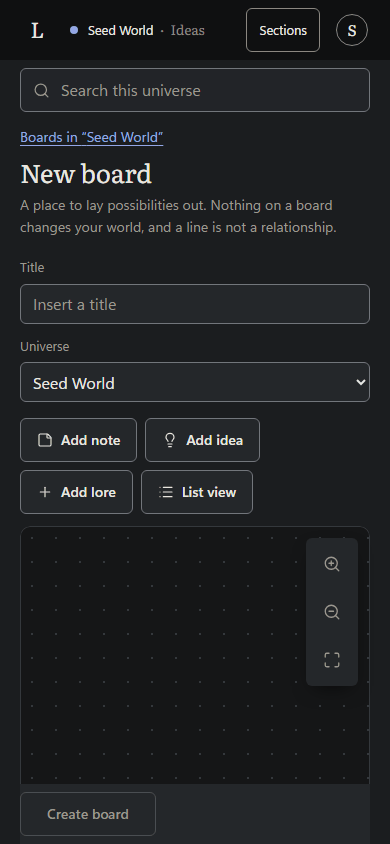 L
Seed World · Ideas
Sections
S
Search this universe
Boards in “Seed World”
New board
A place to lay possibilities out. Nothing on a board
changes your world, and a line is not a relationship.
Title
Insert a title
Universe
Seed World
Add note
Add idea
Add lore
List view
Create board